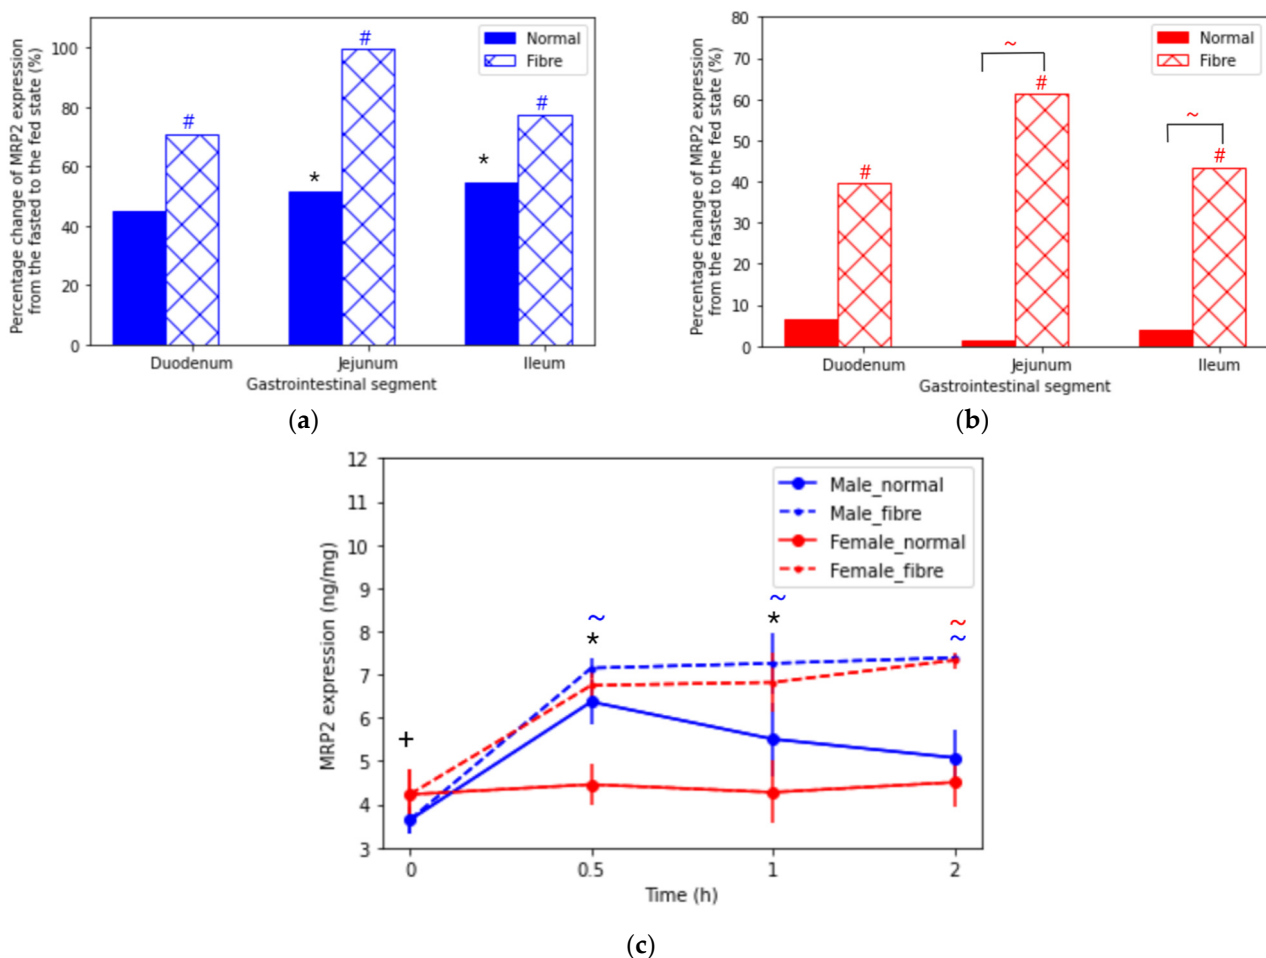 Percentage change of MRP2 expression
from the fasted to the fed state (%)
100
80
60
40
20
0
#
*
#
*
#
Normal
Fibre
Duodenum
Jejunum
Ileum
Gastrointestinal segment
(a)
Percentage change of MRP2 expression
from the fasted to the fed state (%)
80
70
60
50
40
30
20
10
0
#
~
#
~
#
Normal
Fibre
Duodenum
Jejunum
Ileum
Gastrointestinal segment
(b)
MRP2 expression (ng/mg)
12
11
10
9
8
7
6
5
4
3
Male_normal
Male_fibre
Female_normal
Female_fibre
+
~
*
~
*
~
~
0
0.5
1
2
Time (h)
(c)